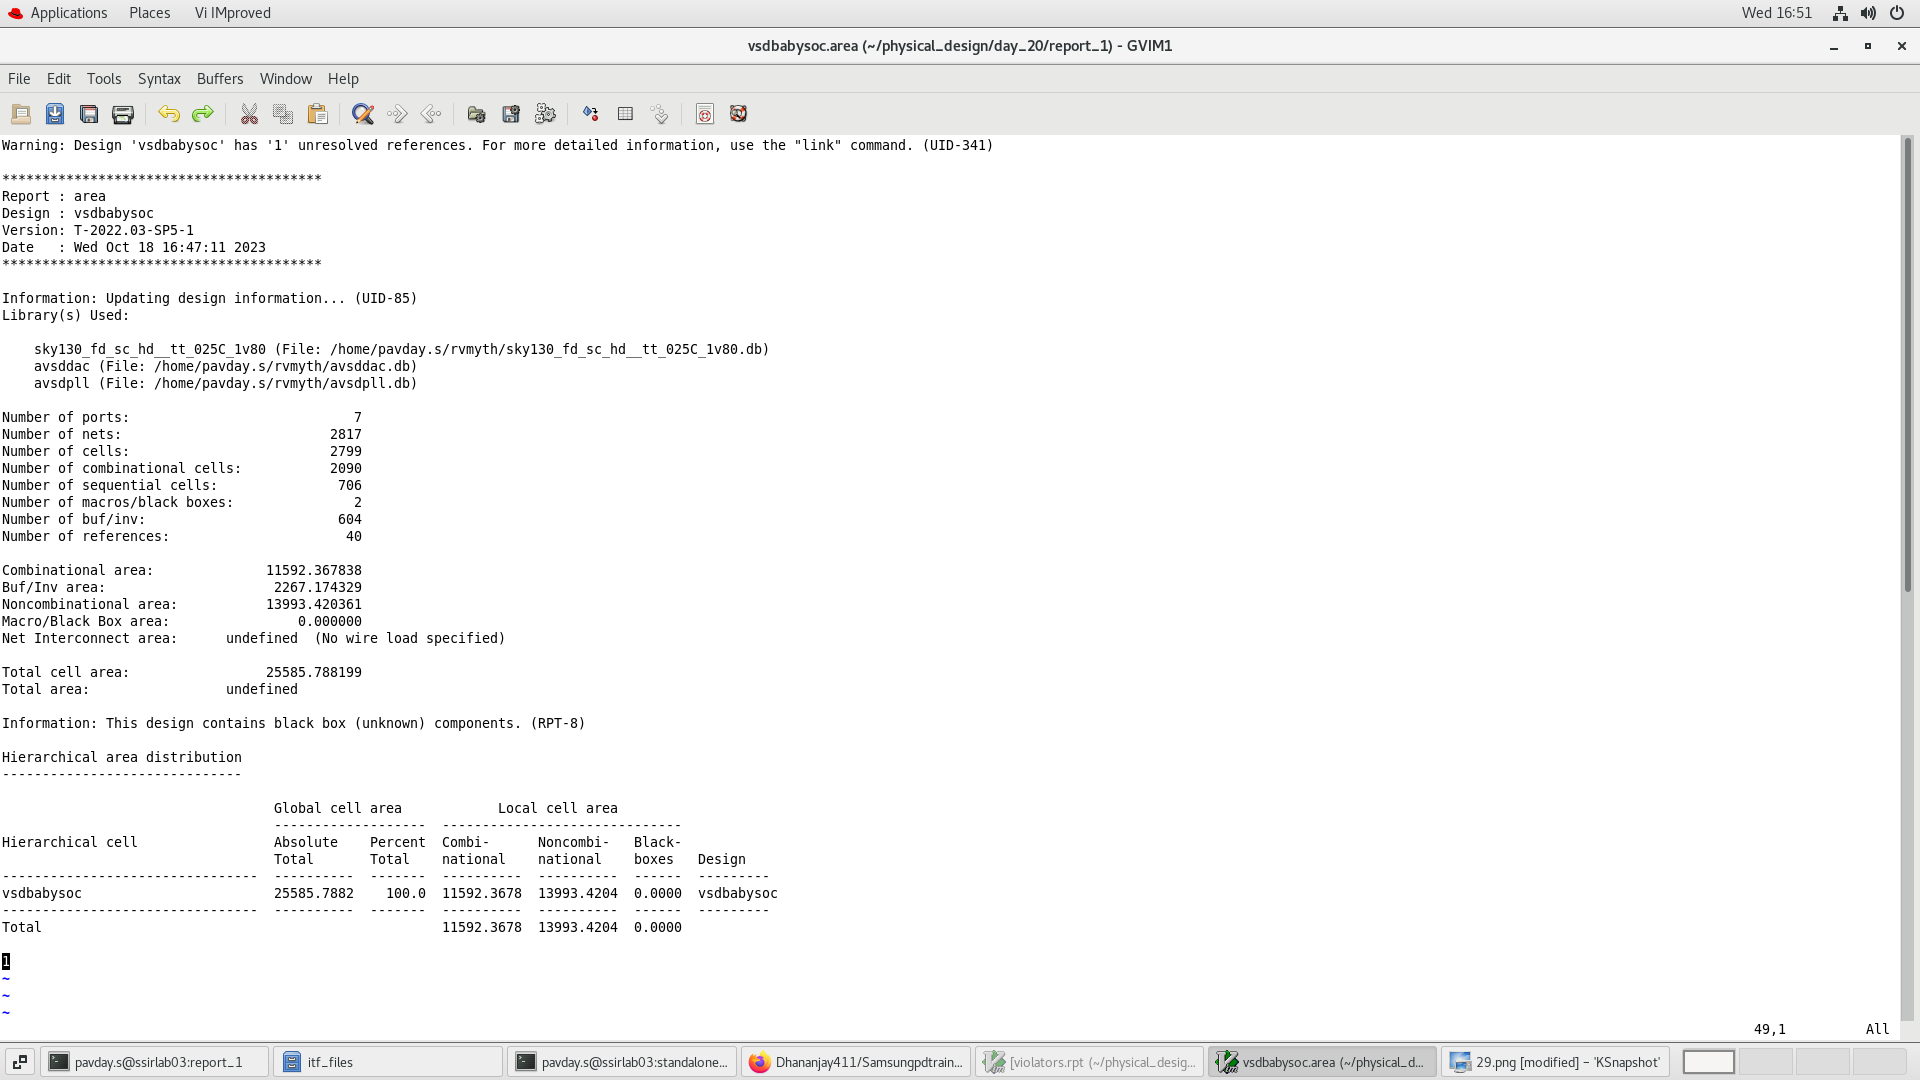 Applications Places Vi IMproved Wed 16:51
vsdbabysoc.area (~/physical_design/day_20/report_1) - GVIM1
File Edit Tools Syntax Buffers Window Help
Warning: Design 'vsdbabysoc' has '1' unresolved references. For more detailed information, use the "link" command. (UID-341)
****************************************
Report : area
Design : vsdbabysoc
Version: T-2022.03-SP5-1
Date   : Wed Oct 18 16:47:11 2023
****************************************
Information: Updating design information... (UID-85)
Library(s) Used:
    sky130_fd_sc_hd__tt_025C_1v80 (File: /home/pavday.s/rvmyth/sky130_fd_sc_hd__tt_025C_1v80.db)
    avsddac (File: /home/pavday.s/rvmyth/avsddac.db)
    avsdpll (File: /home/pavday.s/rvmyth/avsdpll.db)
Number of ports:                            7
Number of nets:                          2817
Number of cells:                         2799
Number of combinational cells:           2090
Number of sequential cells:               706
Number of macros/black boxes:               2
Number of buf/inv:                        604
Number of references:                      40
Combinational area:              11592.367838
Buf/Inv area:                     2267.174329
Noncombinational area:           13993.420361
Macro/Black Box area:                0.000000
Net Interconnect area:      undefined  (No wire load specified)
Total cell area:                 25585.788199
Total area:                 undefined
Information: This design contains black box (unknown) components. (RPT-8)
Hierarchical area distribution
------------------------------
                                  Global cell area            Local cell area
                                  -------------------  ------------------------------
Hierarchical cell                 Absolute    Percent  Combi-      Noncombi-   Black-
                                  Total       Total    national    national    boxes   Design
--------------------------------  ----------  -------  ----------  ----------  ------  ---------
vsdbabysoc                        25585.7882    100.0  11592.3678  13993.4204  0.0000  vsdbabysoc
--------------------------------  ----------  -------  ----------  ----------  ------  ---------
Total                                                  11592.3678  13993.4204  0.0000
1
~
~
~
49,1 All
pavday.s@ssirlab03:report_1 itf_files pavday.s@ssirlab03:standalone... Dhananjay411/Samsungpdtrain... [violators.rpt (~/physical_desig... vsdbabysoc.area (~/physical_d... 29.png [modified] – 'KSnapshot'